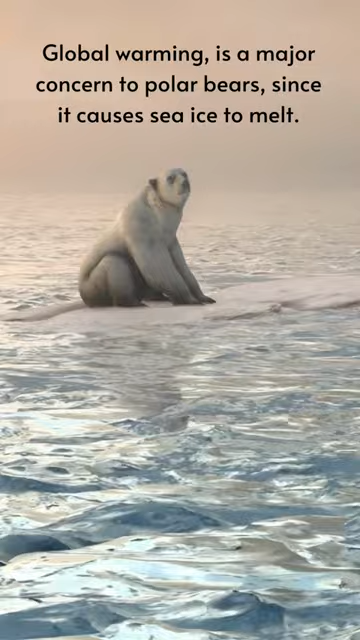 Global warming, is a major
concern to polar bears, since
it causes sea ice to melt.